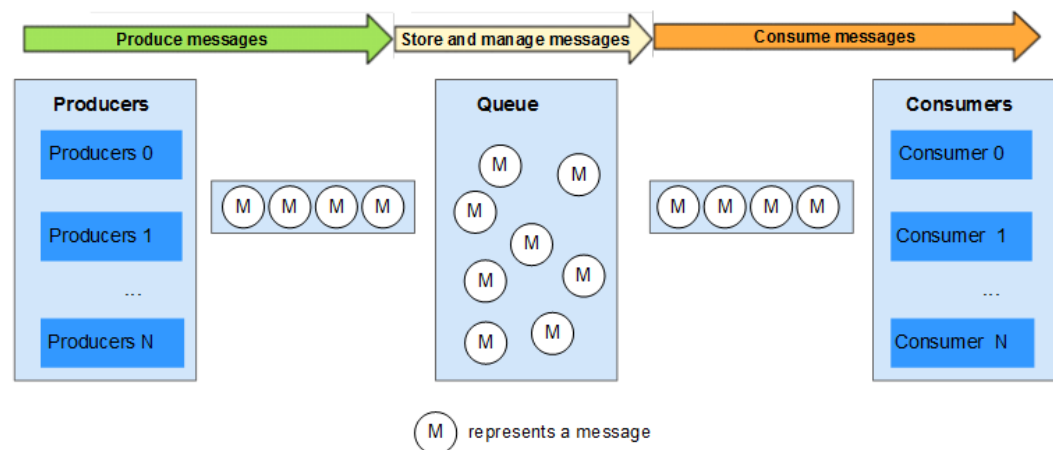 Produce messages
Store and manage messages
Consume messages
Producers
Producers 0
Producers 1
...
Producers N
M M M M
Queue
M
M
M
M
M
M
M
M
M M M M
Consumers
Consumer 0
Consumer 1
...
Consumer N
M represents a message